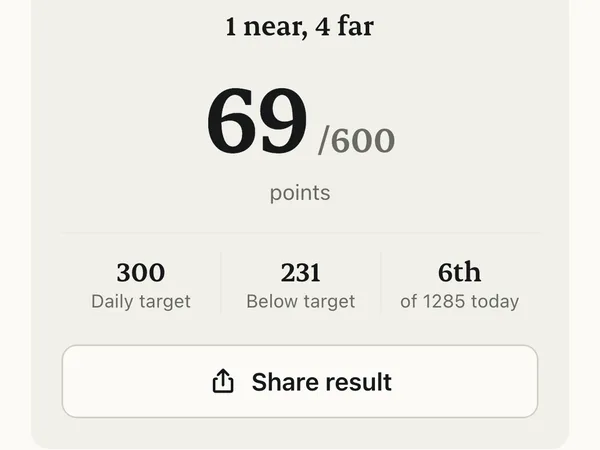 1 near, 4 far
69 /600
points
300 231 6th
Daily target Below target of 1285 today
Share result